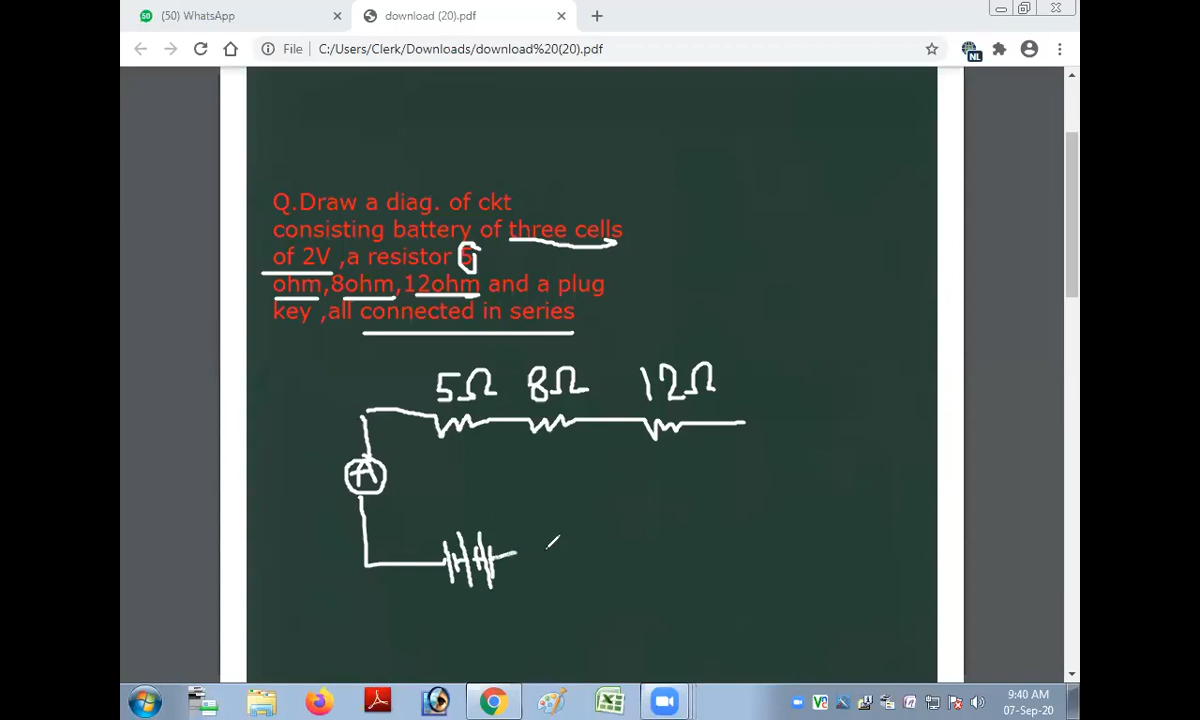 (50) WhatsApp
download (20).pdf
File
C:/Users/Clerk/Downloads/download%20(20).pdf
NL
Q.Draw a diag. of ckt
consisting battery of three cells
of 2V ,a resistor 5
ohm,8ohm,12ohm and a plug
key ,all connected in series
5Ω 8Ω 12Ω
A
9:40 AM
07-Sep-20